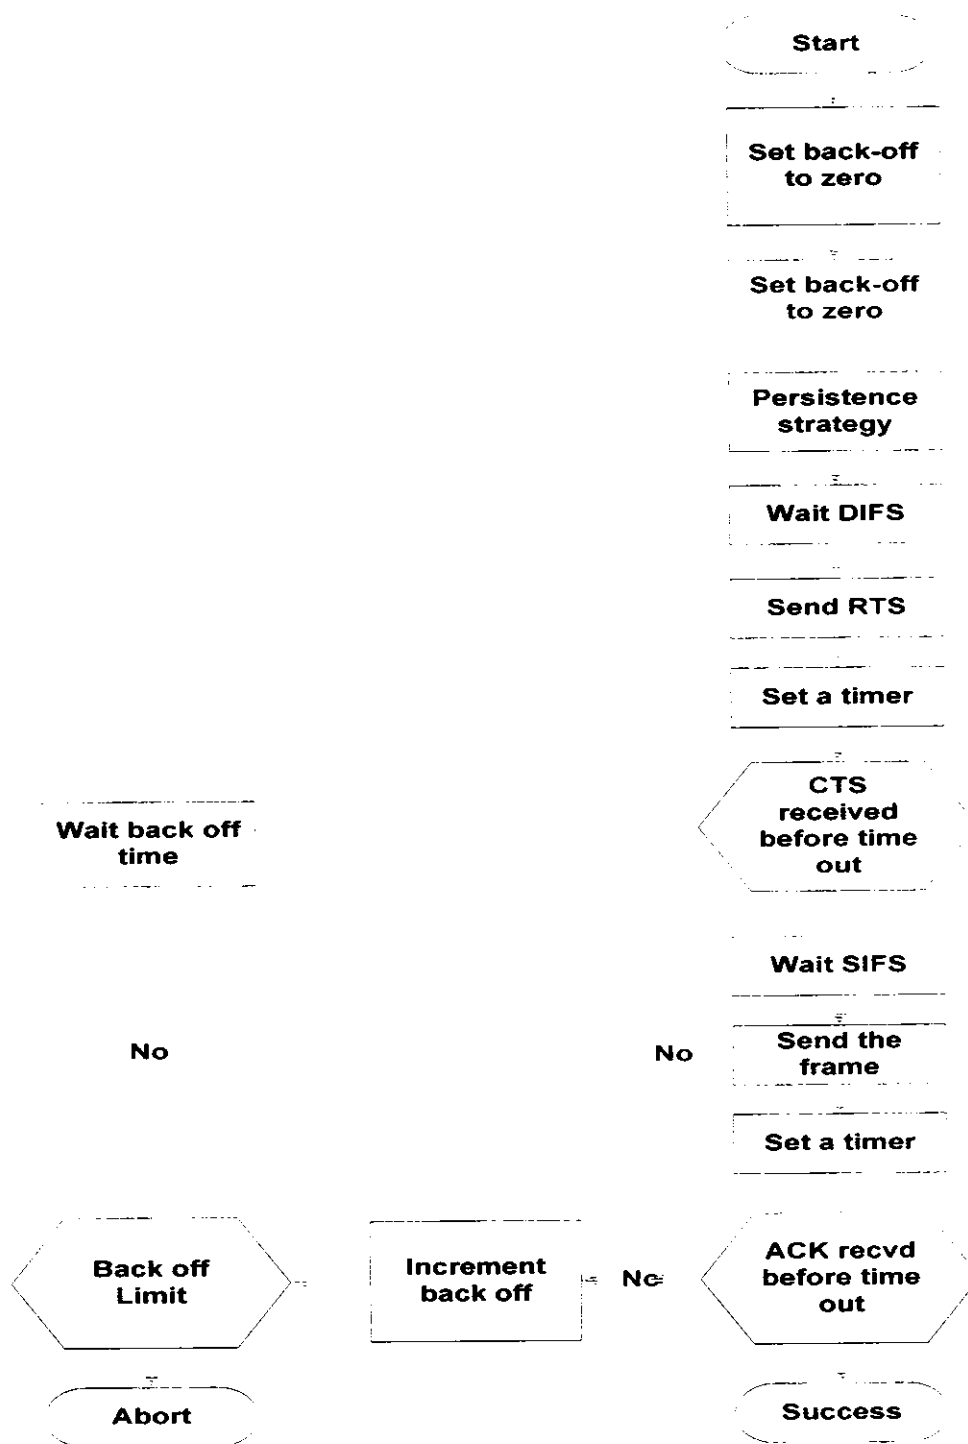 Start
Set back-off
to zero
Set back-off
to zero
Persistence
strategy
Wait DIFS
Send RTS
Set a timer
CTS
received
before time
out
Wait back off
time
Wait SIFS
No
No
Send the
frame
Set a timer
Back off
Limit
Increment
back off
No
ACK recvd
before time
out
Abort
Success